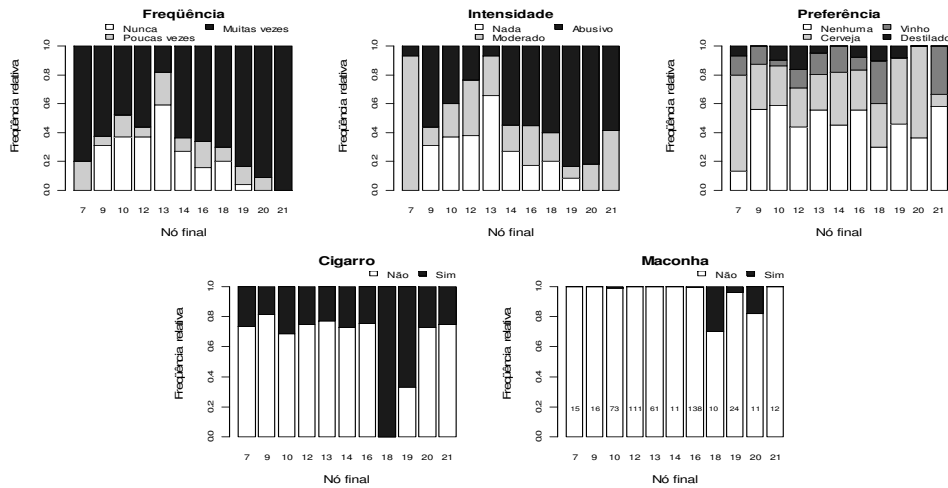 Freqüência
Nunca Muitas vezes
Poucas vezes
Freqüência relativa
0.0 0.2 0.4 0.6 0.8 1.0
7 9 10 12 13 14 16 18 19 20 21
Nó final
Intensidade
Nada Abusivo
Moderado
Freqüência relativa
0.0 0.2 0.4 0.6 0.8 1.0
7 9 10 12 13 14 16 18 19 20 21
Nó final
Preferência
Nenhuma Vinho
Cerveja Destilado
Freqüência relativa
0.0 0.2 0.4 0.6 0.8 1.0
7 9 10 12 13 14 16 18 19 20 21
Nó final
Cigarro
Não Sim
Freqüência relativa
0.0 0.2 0.4 0.6 0.8 1.0
7 9 10 12 13 14 16 18 19 20 21
Nó final
Maconha
Não Sim
Freqüência relativa
0.0 0.2 0.4 0.6 0.8 1.0
15 16 73 111 61 11 138 10 24 11 12
7 9 10 12 13 14 16 18 19 20 21
Nó final